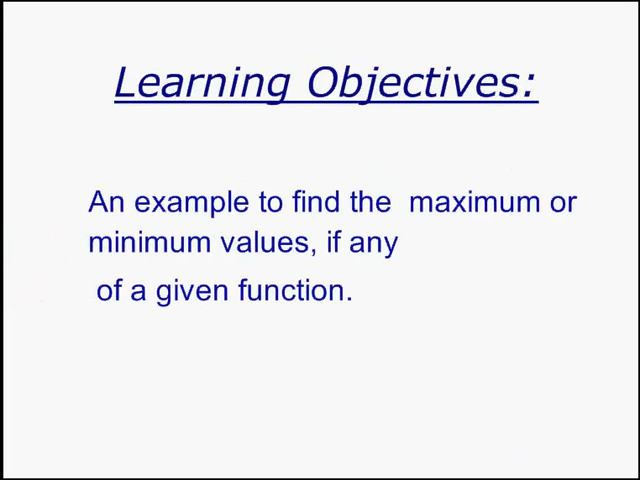 Learning Objectives:
An example to find the  maximum or
minimum values, if any
of a given function.